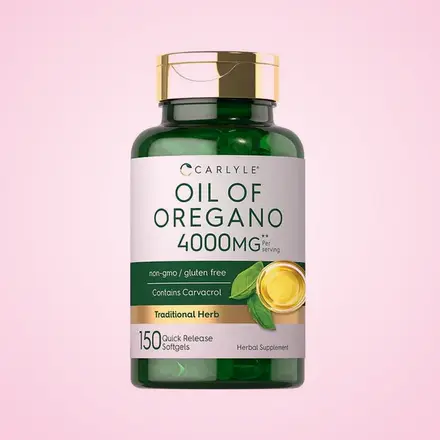 CARLYLE®
OIL OF
OREGANO
4000MG** Per serving
non-gmo / gluten free
Contains Carvacrol
Traditional Herb
150 Quick Release Softgels
Herbal Supplement